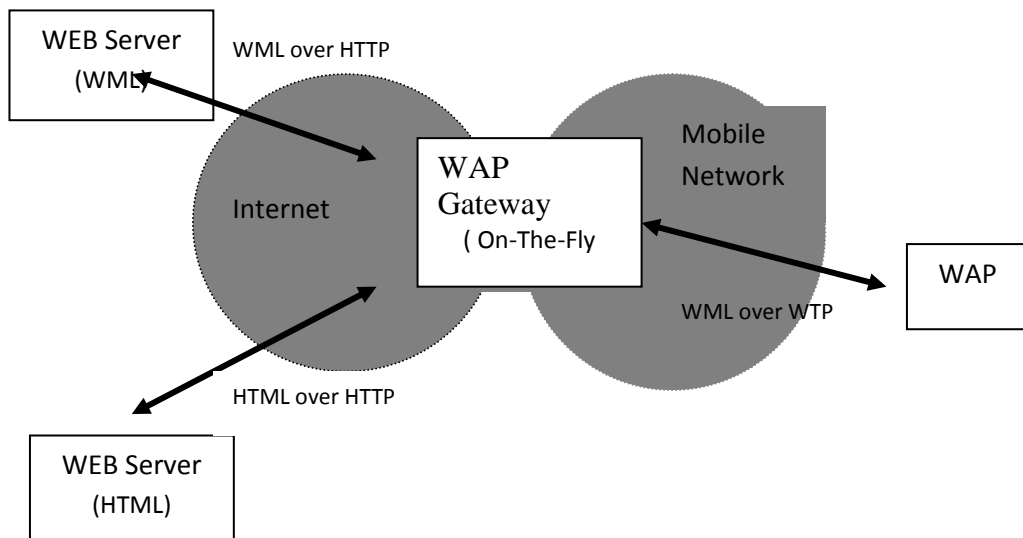 WEB Server
(WML)
WML over HTTP
Mobile
Network
WAP
Gateway
( On-The-Fly
Internet
WAP
WML over WTP
HTML over HTTP
WEB Server
(HTML)